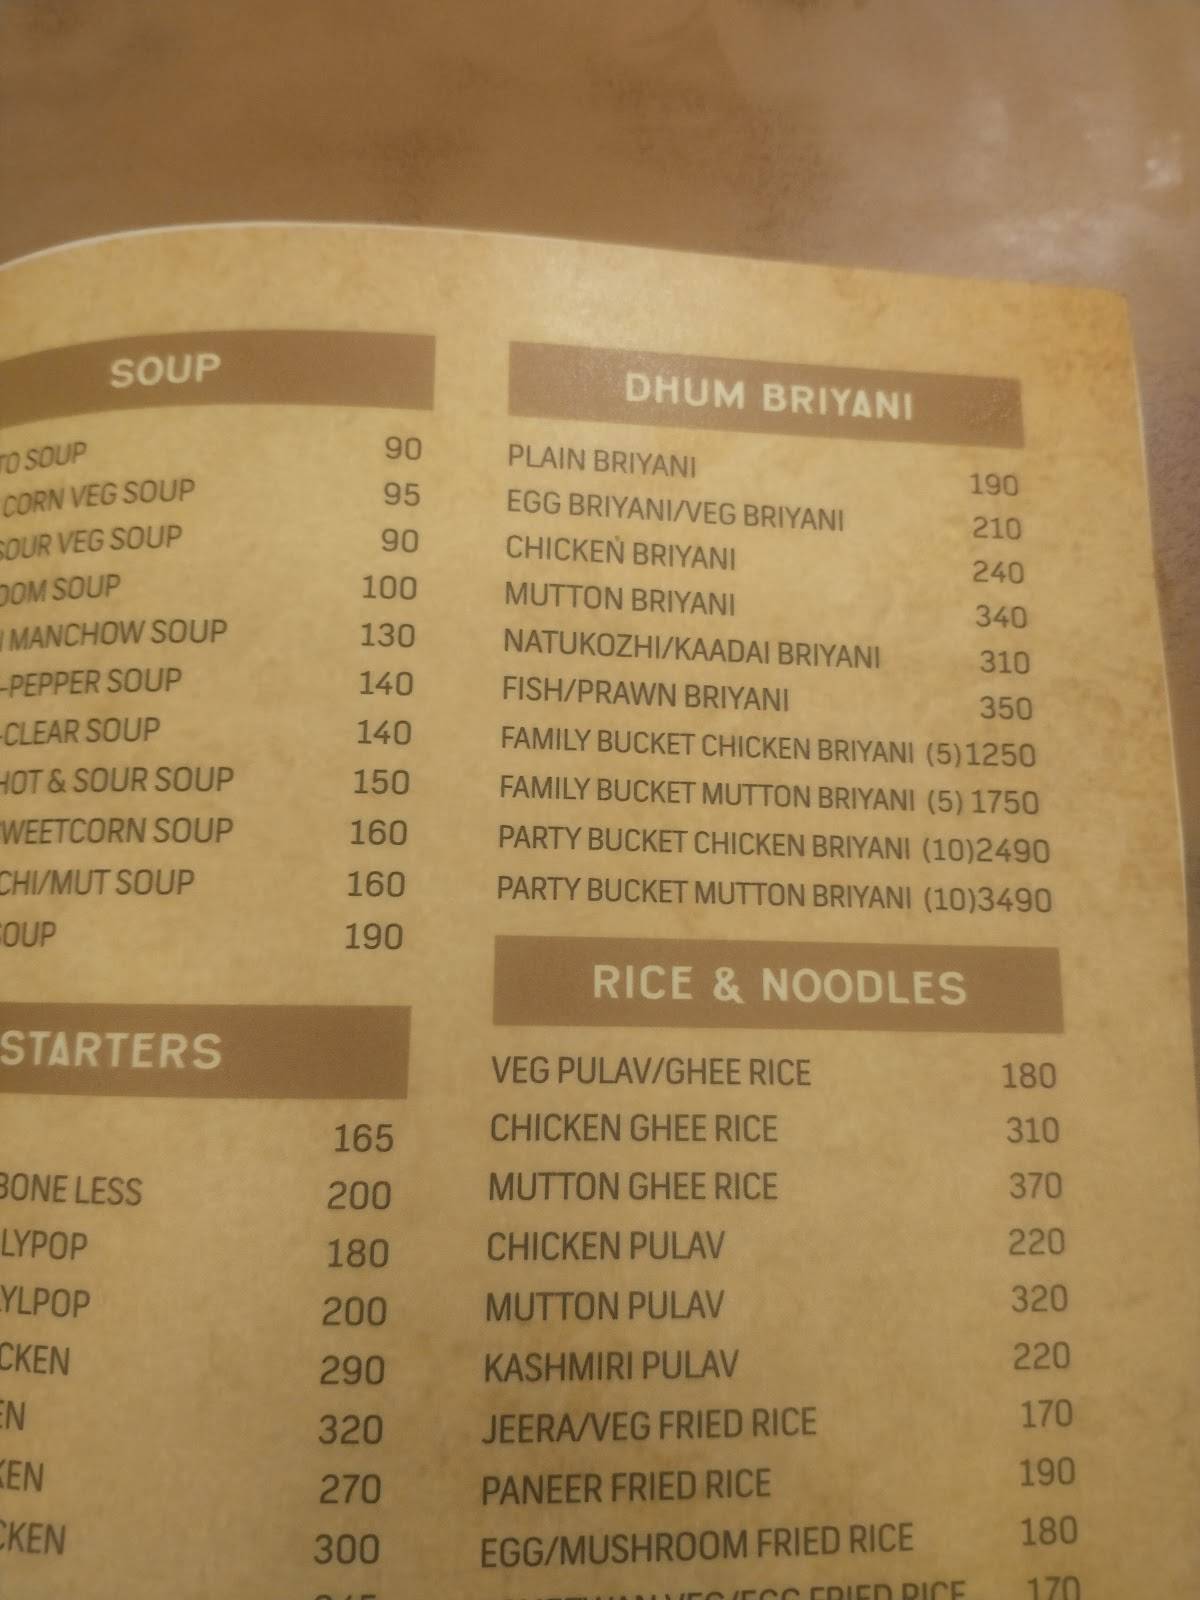 SOUP
SOUP 90
CORN VEG SOUP 95
SOUR VEG SOUP 90
SOUP 100
MANCHOW SOUP 130
-PEPPER SOUP 140
-CLEAR SOUP 140
HOT & SOUR SOUP 150
WEETCORN SOUP 160
CHI/MUT SOUP 160
SOUP 190
STARTERS
165
BONE LESS 200
LYPOP 180
YLPOP 200
CKEN 290
EN 320
KEN 270
CKEN 300
DHUM BRIYANI
PLAIN BRIYANI 190
EGG BRIYANI/VEG BRIYANI 210
CHICKEN BRIYANI 240
MUTTON BRIYANI 340
NATUKOZHI/KAADAI BRIYANI 310
FISH/PRAWN BRIYANI 350
FAMILY BUCKET CHICKEN BRIYANI (5) 1250
FAMILY BUCKET MUTTON BRIYANI (5) 1750
PARTY BUCKET CHICKEN BRIYANI (10) 2490
PARTY BUCKET MUTTON BRIYANI (10) 3490
RICE & NOODLES
VEG PULAV/GHEE RICE 180
CHICKEN GHEE RICE 310
MUTTON GHEE RICE 370
CHICKEN PULAV 220
MUTTON PULAV 320
KASHMIRI PULAV 220
JEERA/VEG FRIED RICE 170
PANEER FRIED RICE 190
EGG/MUSHROOM FRIED RICE 180
VEG/EGG FRIED RICE 170